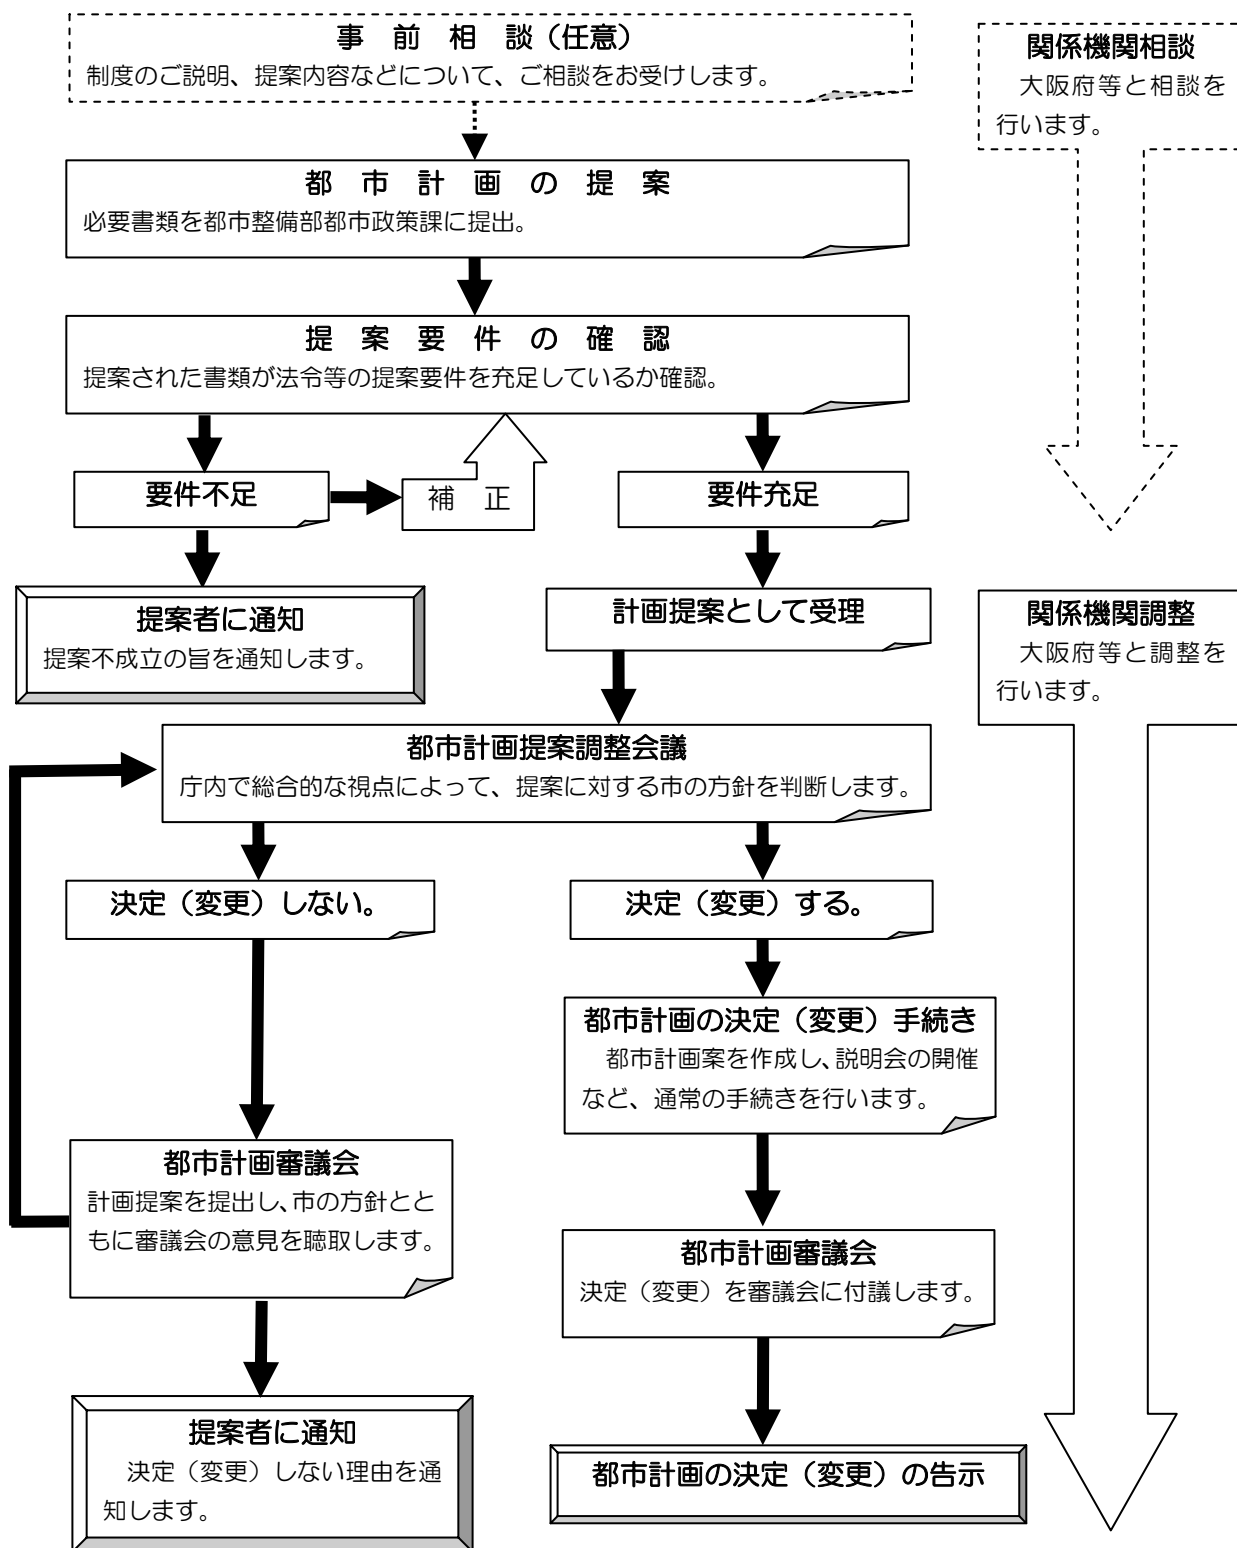 事 前 相 談（任意）
制度のご説明、提案内容などについて、ご相談をお受けします。
関係機関相談
大阪府等と相談を
行います。
都 市 計 画 の 提 案
必要書類を都市整備部都市政策課に提出。
提 案 要 件 の 確 認
提案された書類が法令等の提案要件を充足しているか確認。
要件不足
補 正
要件充足
提案者に通知
提案不成立の旨を通知します。
計画提案として受理
関係機関調整
大阪府等と調整を
行います。
都市計画提案調整会議
庁内で総合的な視点によって、提案に対する市の方針を判断します。
決定（変更）しない。
決定（変更）する。
都市計画の決定（変更）手続き
都市計画案を作成し、説明会の開催
など、通常の手続きを行います。
都市計画審議会
計画提案を提出し、市の方針とと
もに審議会の意見を聴取します。
都市計画審議会
決定（変更）を審議会に付議します。
提案者に通知
決定（変更）しない理由を通
知します。
都市計画の決定（変更）の告示